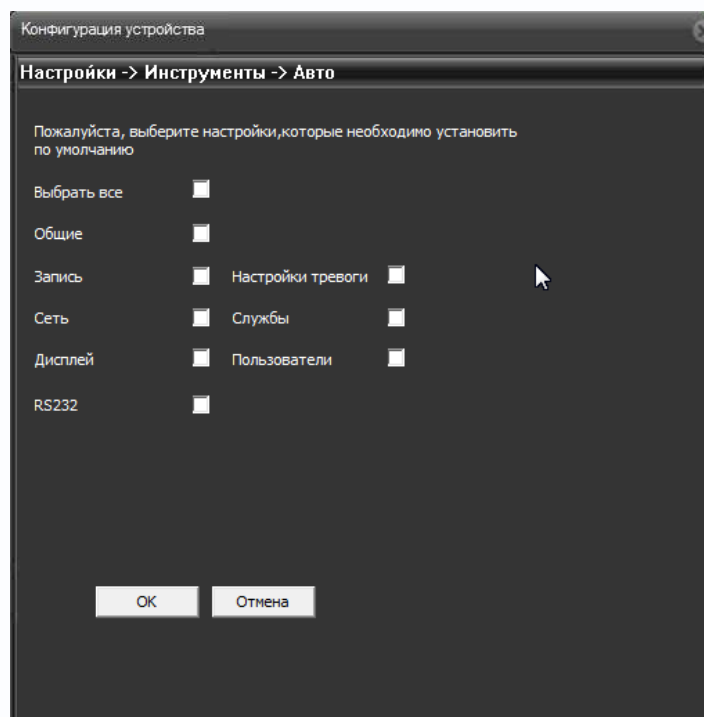 Конфигурация устройства
Настройки -> Инструменты -> Авто
Пожалуйста, выберите настройки,которые необходимо установить
по умолчанию
Выбрать все
Общие
Запись Настройки тревоги
Сеть Службы
Дисплей Пользователи
RS232
OK Отмена